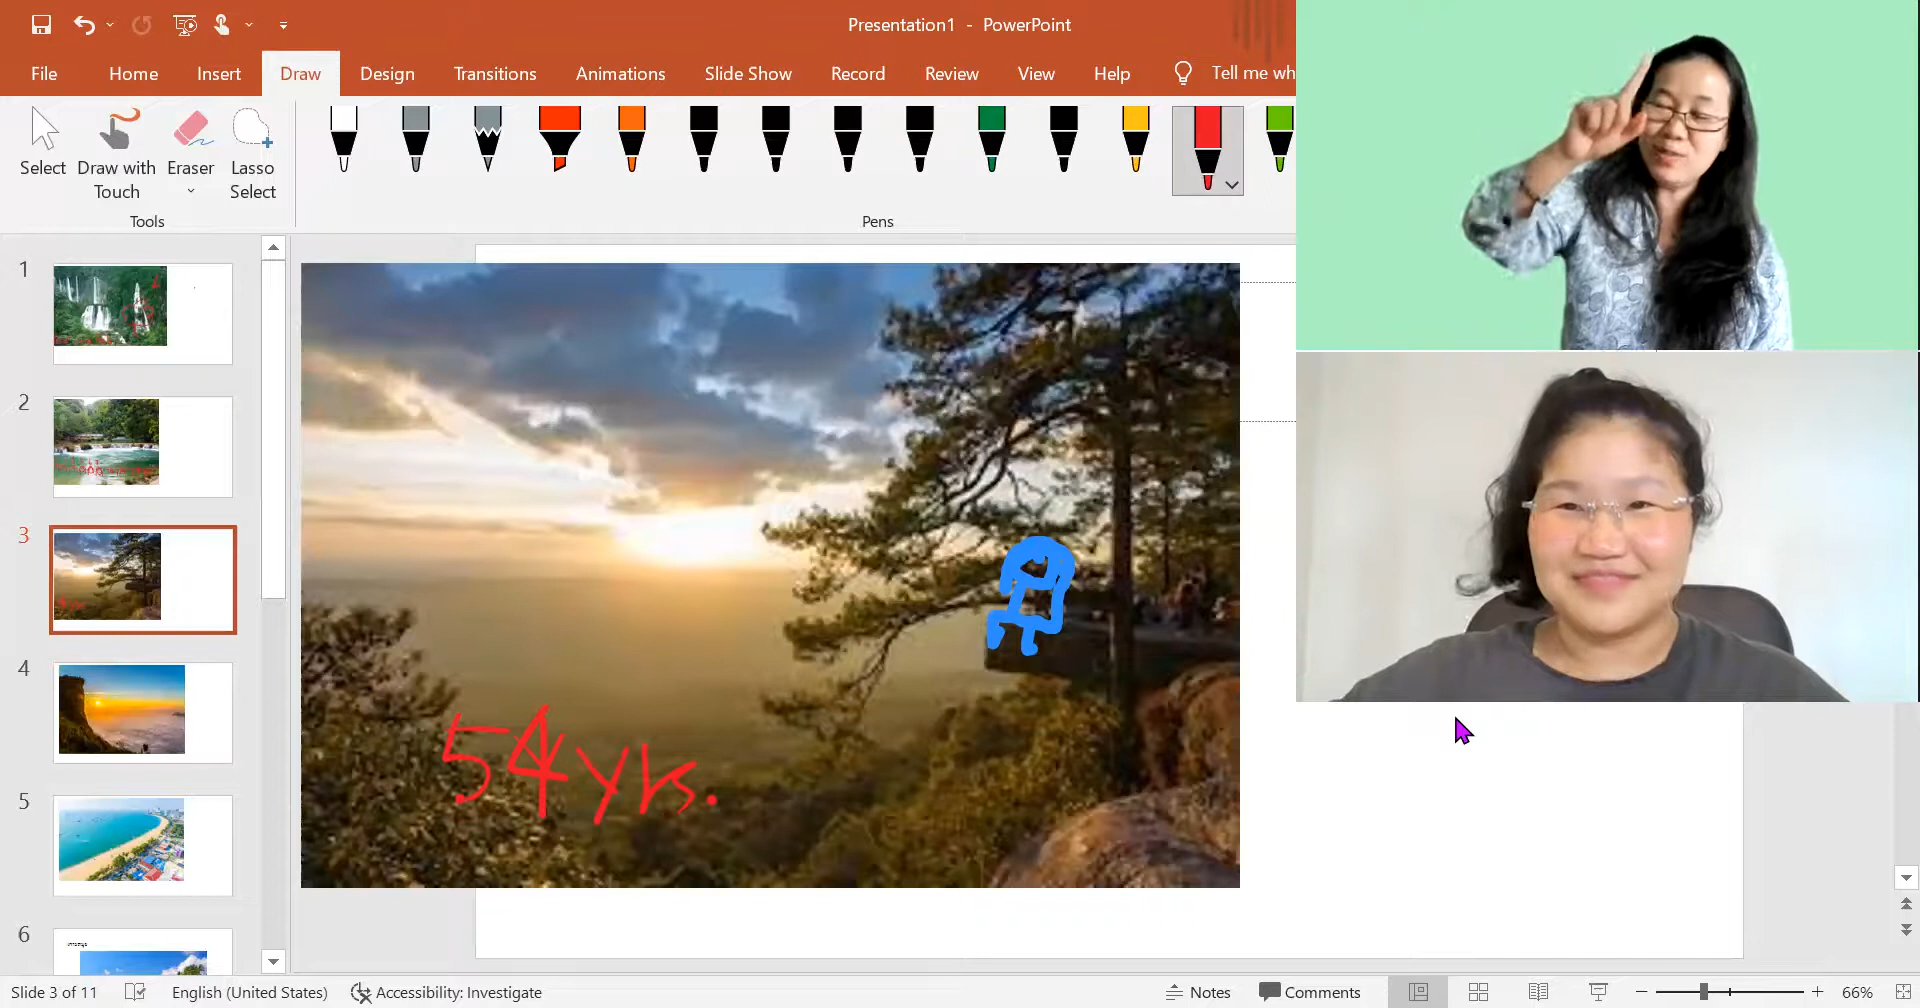 Presentation1 - PowerPoint
File Home Insert Draw Design Transitions Animations Slide Show Record Review View Help Tell me wh
Select Draw with Touch Eraser Lasso Select
Tools Pens
1
2
3
4
5
6
54yrs.
Slide 3 of 11 English (United States) Accessibility: Investigate Notes Comments 66%